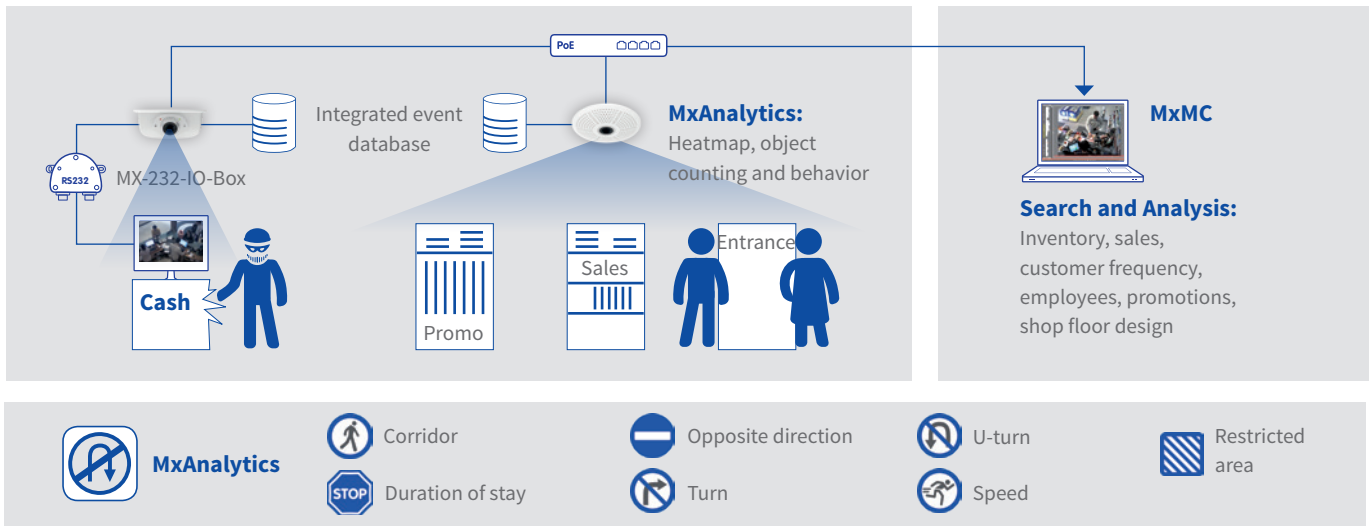 PoE
Integrated event
database
MxAnalytics:
Heatmap, object
counting and behavior
MxMC
RS232
MX-232-IO-Box
Search and Analysis:
Inventory, sales,
customer frequency,
employees, promotions,
shop floor design
Cash
Promo
Sales
Entrance
MxAnalytics
Corridor
Opposite direction
U-turn
Restricted
area
STOP
Duration of stay
Turn
Speed